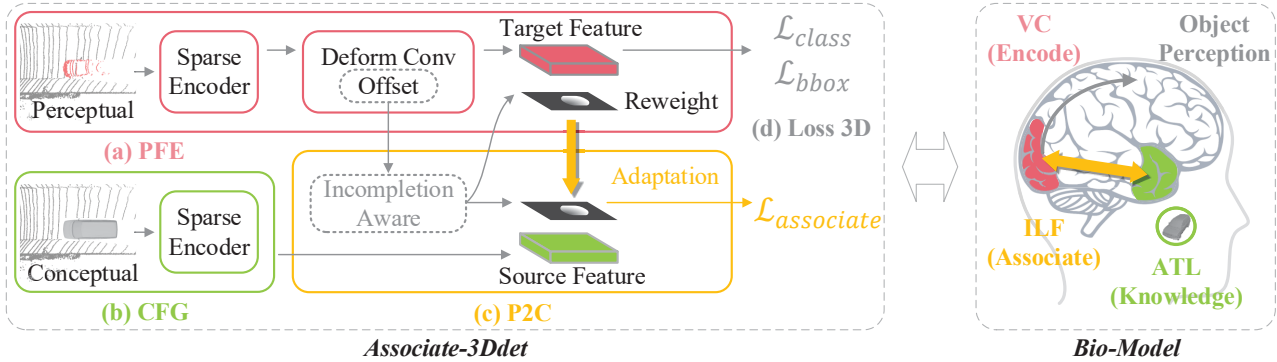 Perceptual
Sparse
Encoder
Deform Conv
Offset
Target Feature
Reweight
(a) PFE
ℒclass
ℒbbox
(d) Loss 3D
Conceptual
Sparse
Encoder
(b) CFG
Incompletion
Aware
Adaptation
Source Feature
ℒassociate
(c) P2C
Associate-3Ddet
VC
(Encode)
Object
Perception
ILF
(Associate)
ATL
(Knowledge)
Bio-Model